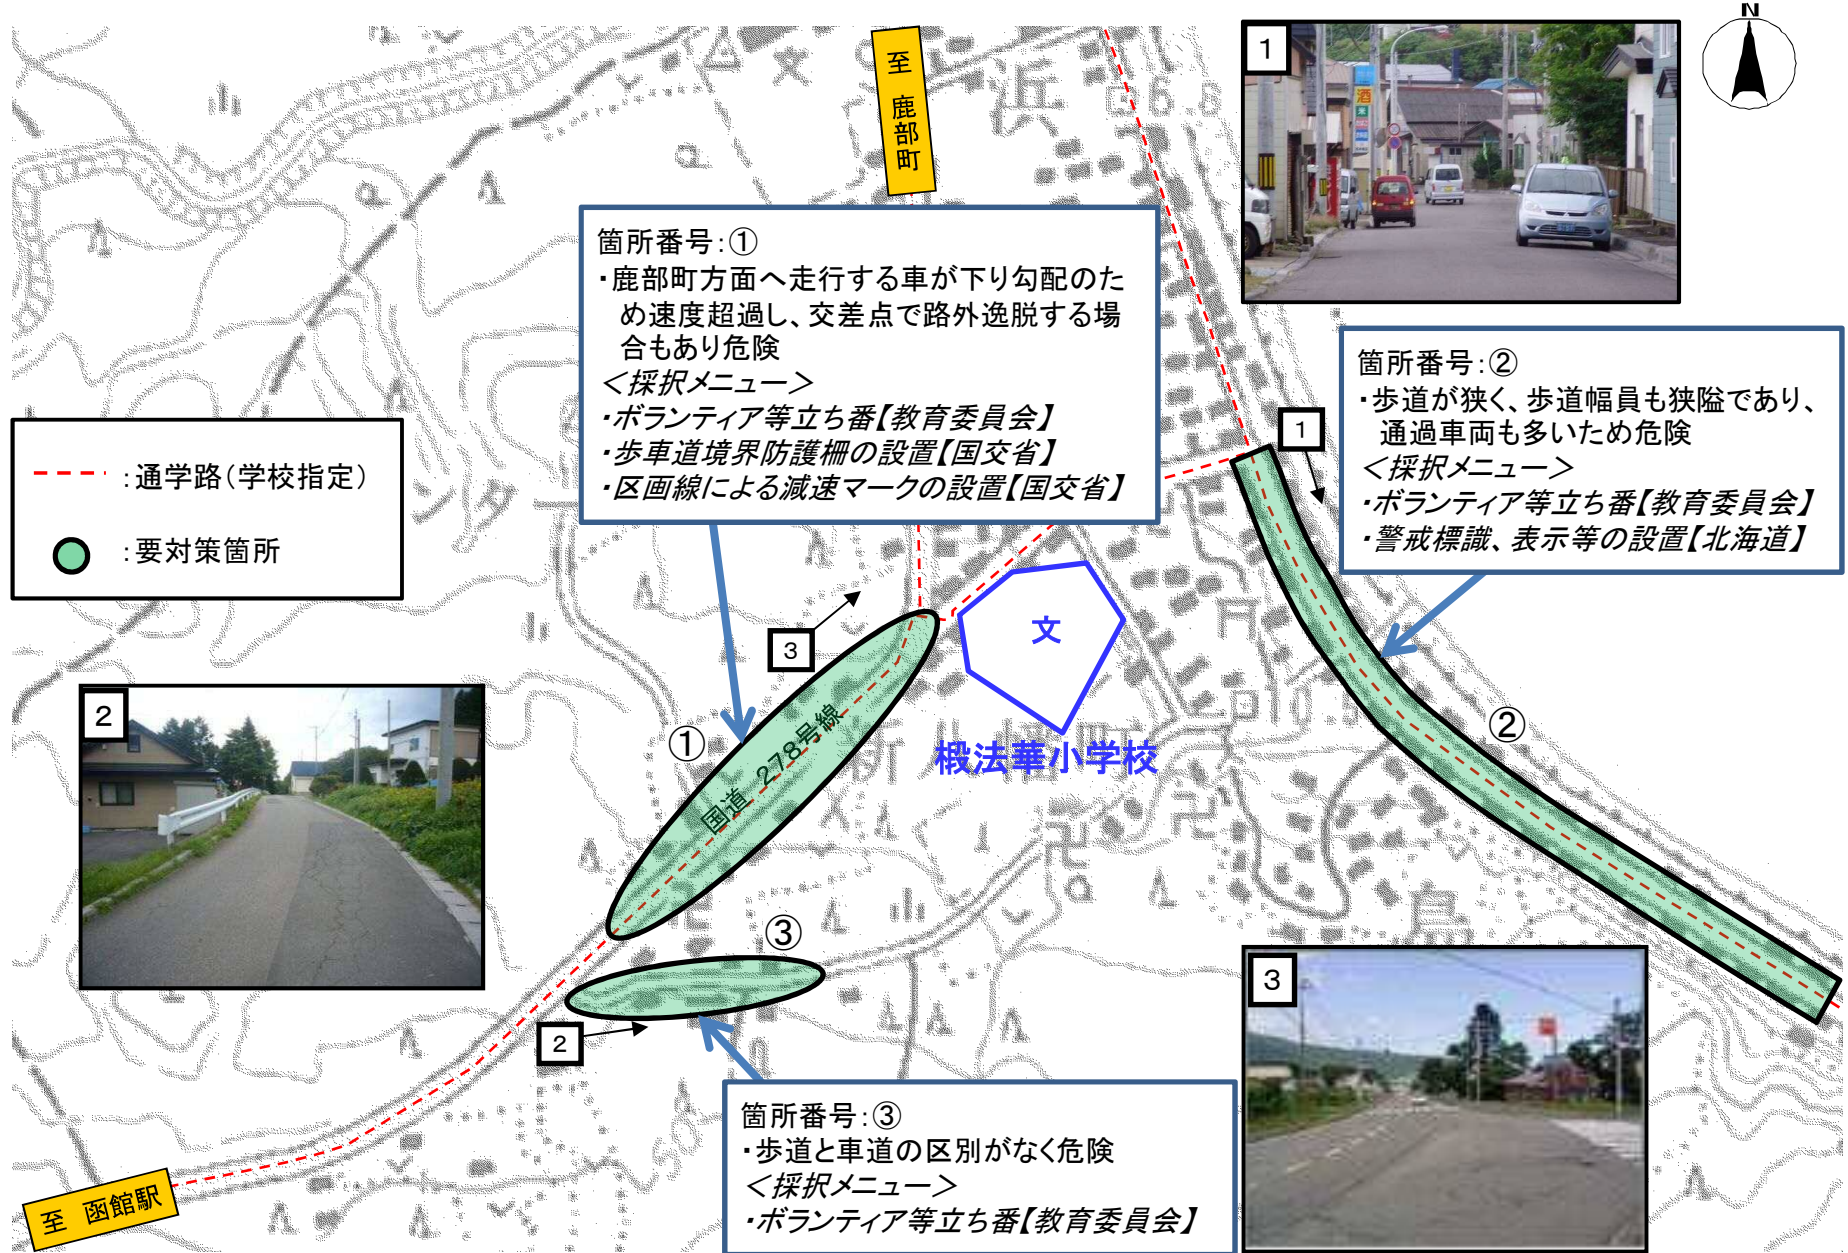 N
1
至 鹿部町
浜
箇所番号:①
・鹿部町方面へ走行する車が下り勾配のた
め速度超過し、交差点で路外逸脱する場
合もあり危険
<採択メニュー>
・ボランティア等立ち番【教育委員会】
・歩車道境界防護柵の設置【国交省】
・区画線による減速マークの設置【国交省】
酒
箇所番号:②
・歩道が狭く、歩道幅員も狭隘であり、
通過車両も多いため危険
<採択メニュー>
・ボランティア等立ち番【教育委員会】
・警戒標識、表示等の設置【北海道】
1
:通学路(学校指定)
:要対策箇所
文
3
2
①
国道 278号線
椴法華小学校
②
③
2
3
箇所番号:③
・歩道と車道の区別がなく危険
<採択メニュー>
・ボランティア等立ち番【教育委員会】
至 函館駅
50
島